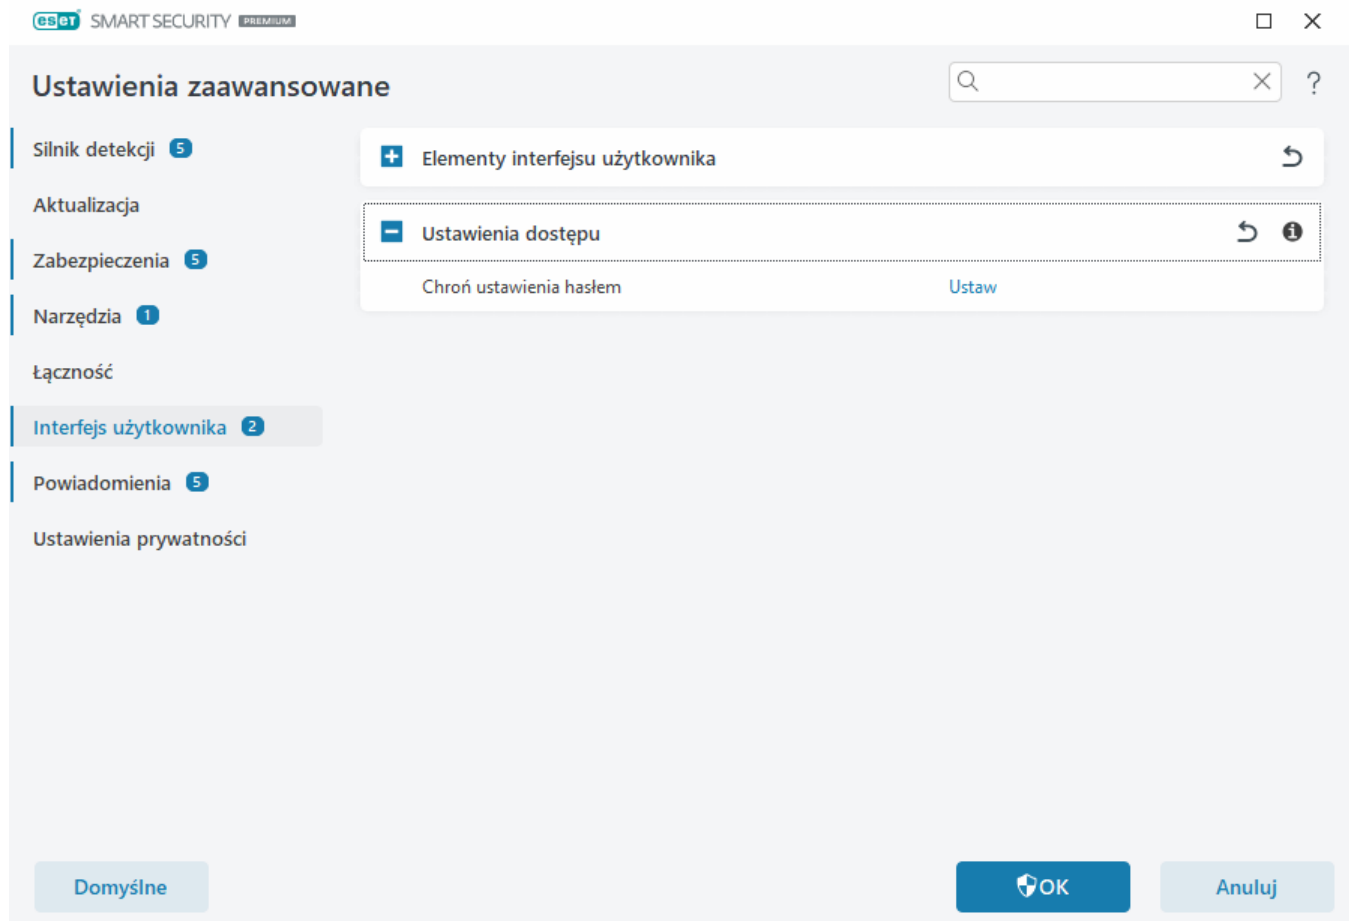 eseT SMART SECURITY PREMIUM
Ustawienia zaawansowane
?
Silnik detekcji 5
Aktualizacja
Zabezpieczenia 5
Narzędzia 1
Łączność
Interfejs użytkownika 2
Powiadomienia 5
Ustawienia prywatności
Elementy interfejsu użytkownika
Ustawienia dostępu
Chroń ustawienia hasłem Ustaw
Domyślne
OK
Anuluj